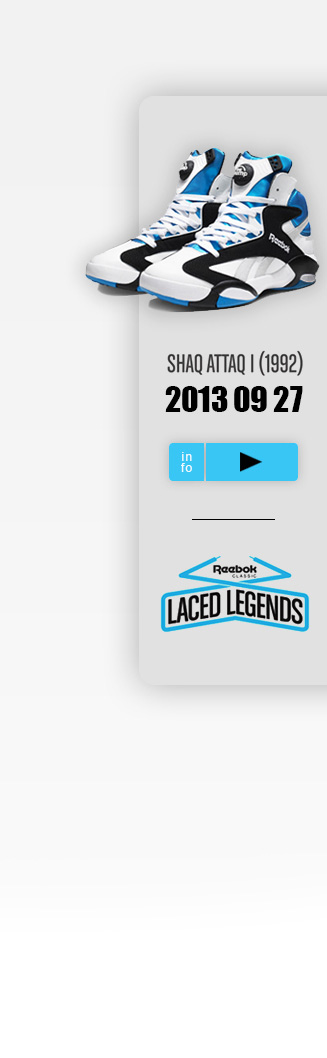 Reebok
SHAQ ATTAQ I (1992)
2013 09 27
in
fo
Reebok
CLASSIC
LACED LEGENDS